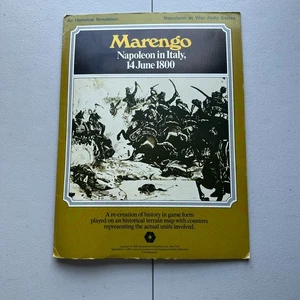 An Historical Simulation
Napoleon at War Folio Series
Marengo
Napoleon in Italy,
14 June 1800
A re-creation of history in game form:
played on an historical terrain map with counters
representing the actual units involved.